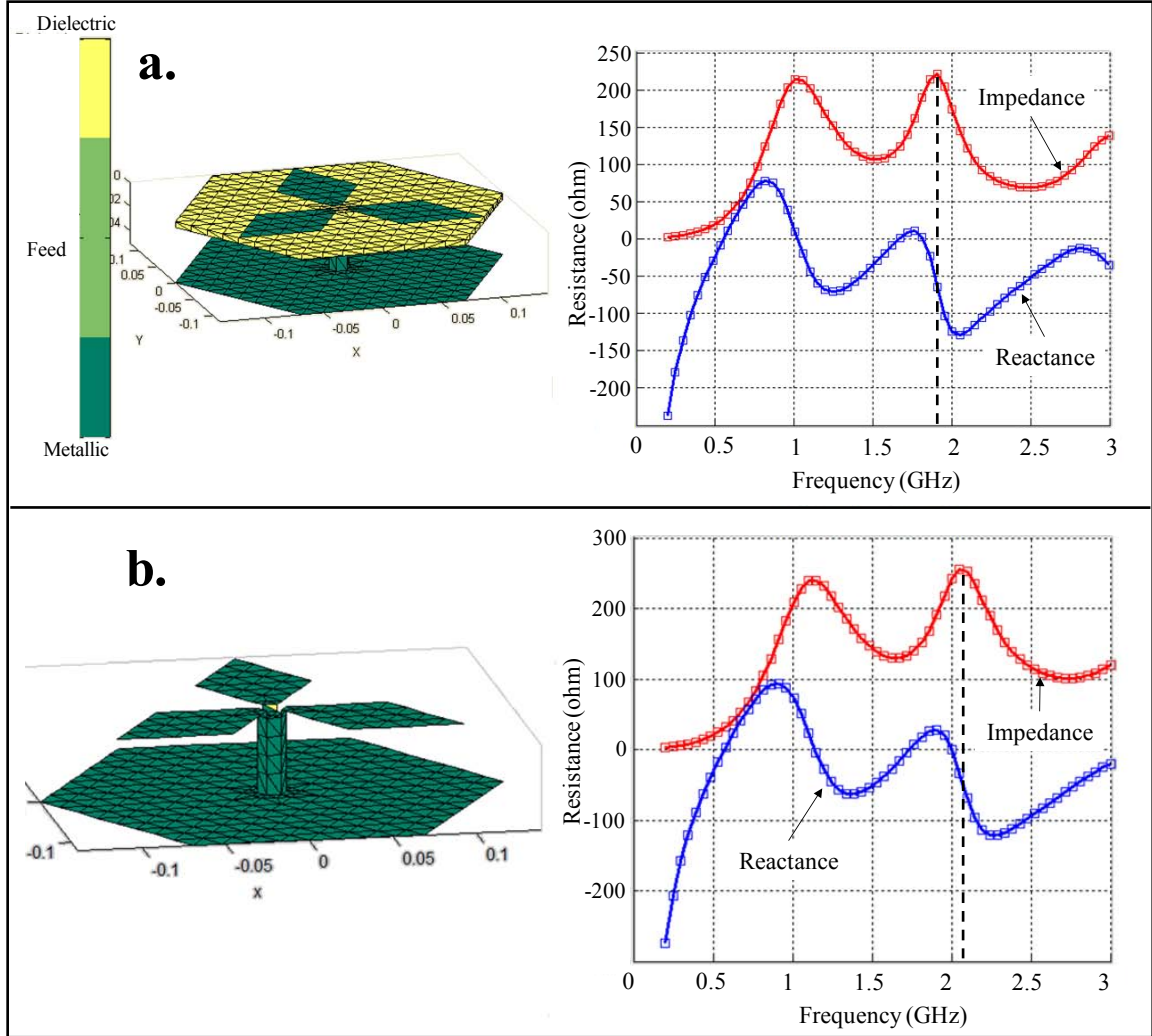 Dielectric
a.
Feed
Metallic
0
0.1
0.05
0
-0.05
-0.1
Y
-0.1
-0.05
0
0.05
0.1
X
250
200
150
100
50
0
-50
-100
-150
-200
Resistance (ohm)
Impedance
Reactance
0 0.5 1 1.5 2 2.5 3
Frequency (GHz)
b.
-0.1
-0.1
-0.05
0
0.05
0.1
X
300
200
100
0
-100
-200
Resistance (ohm)
Impedance
Reactance
0 0.5 1 1.5 2 2.5 3
Frequency (GHz)